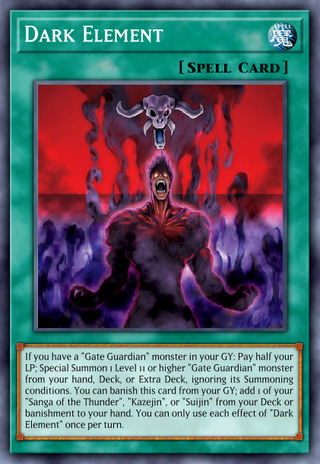 Dark Element
[Spell Card]
If you have a "Gate Guardian" monster in your GY: Pay half your
LP; Special Summon 1 Level 11 or higher "Gate Guardian" monster
from your hand, Deck, or Extra Deck, ignoring its Summoning
conditions. You can banish this card from your GY; add 1 of your
"Sanga of the Thunder", "Kazejin", or "Suijin" from your Deck or
banishment to your hand. You can only use each effect of "Dark
Element" once per turn.